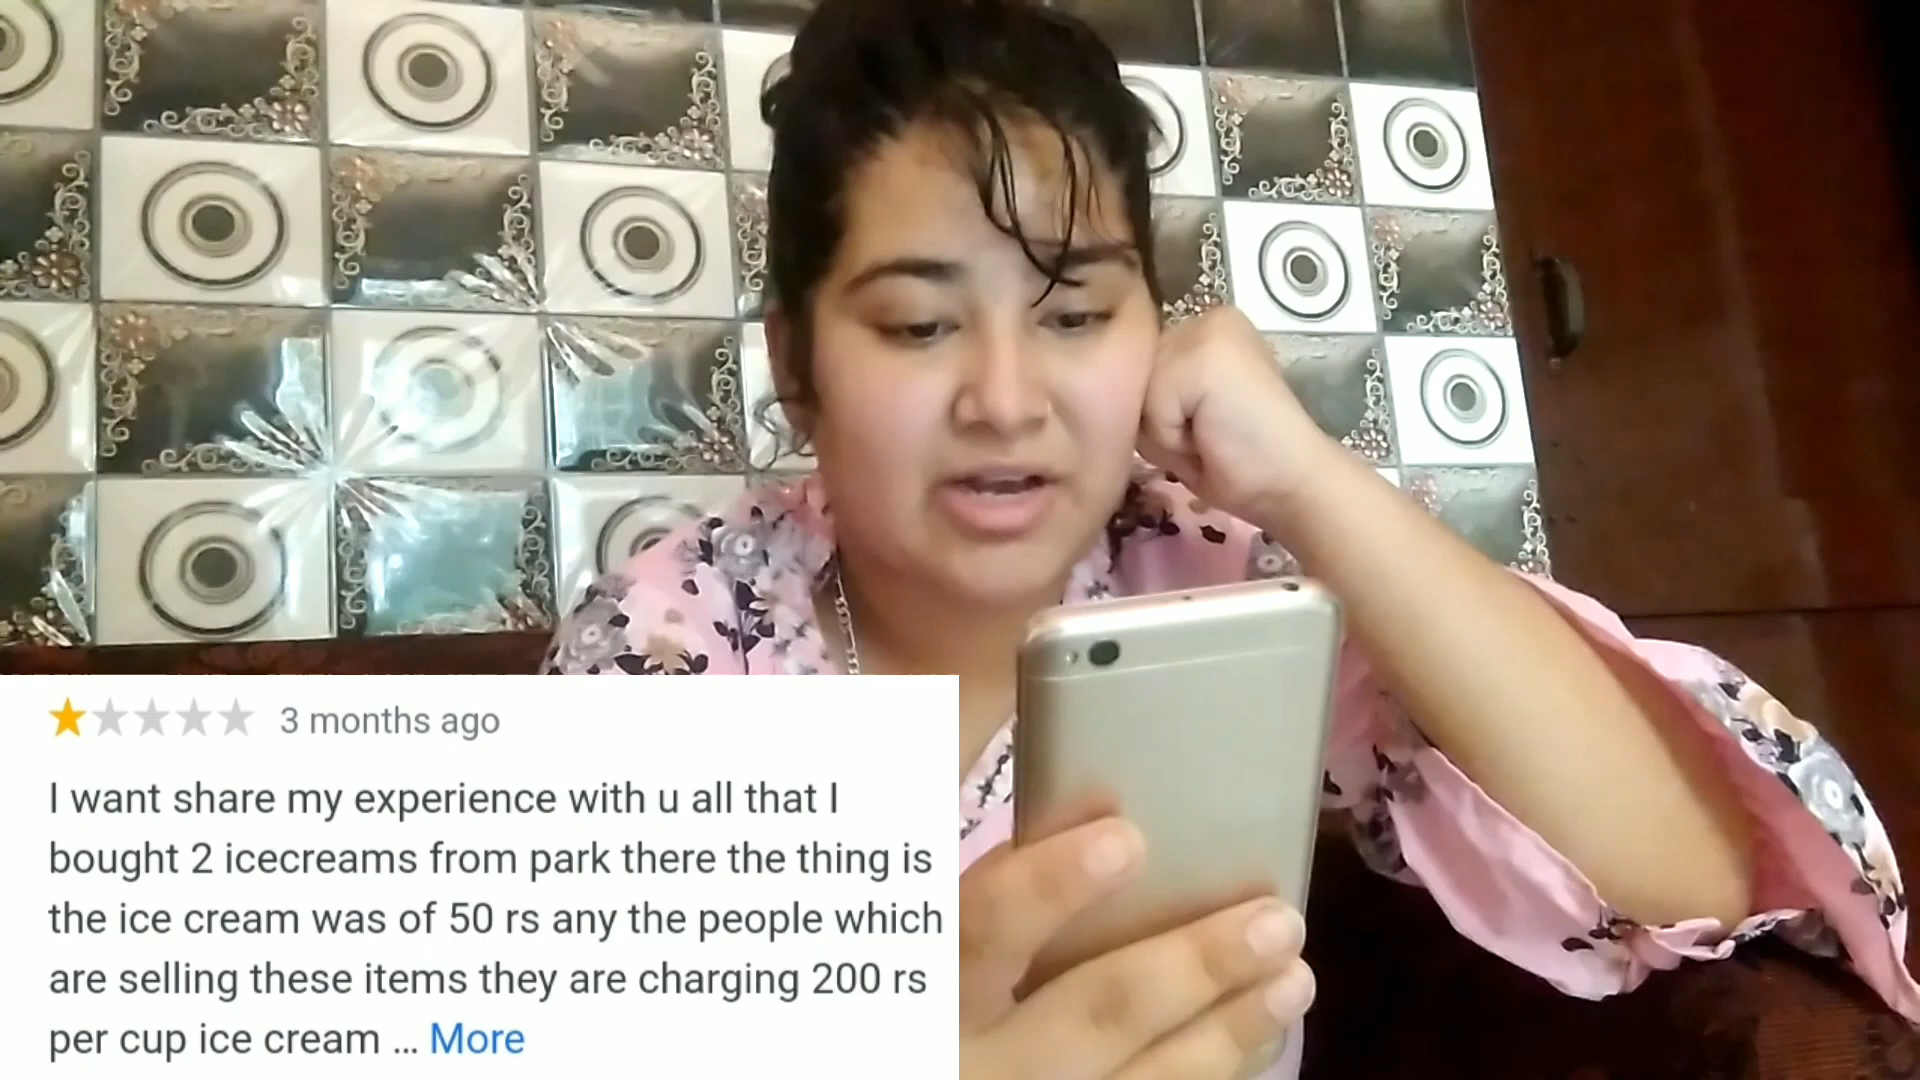 3 months ago
I want share my experience with u all that I
bought 2 icecreams from park there the thing is
the ice cream was of 50 rs any the people which
are selling these items they are charging 200 rs
per cup ice cream ... More